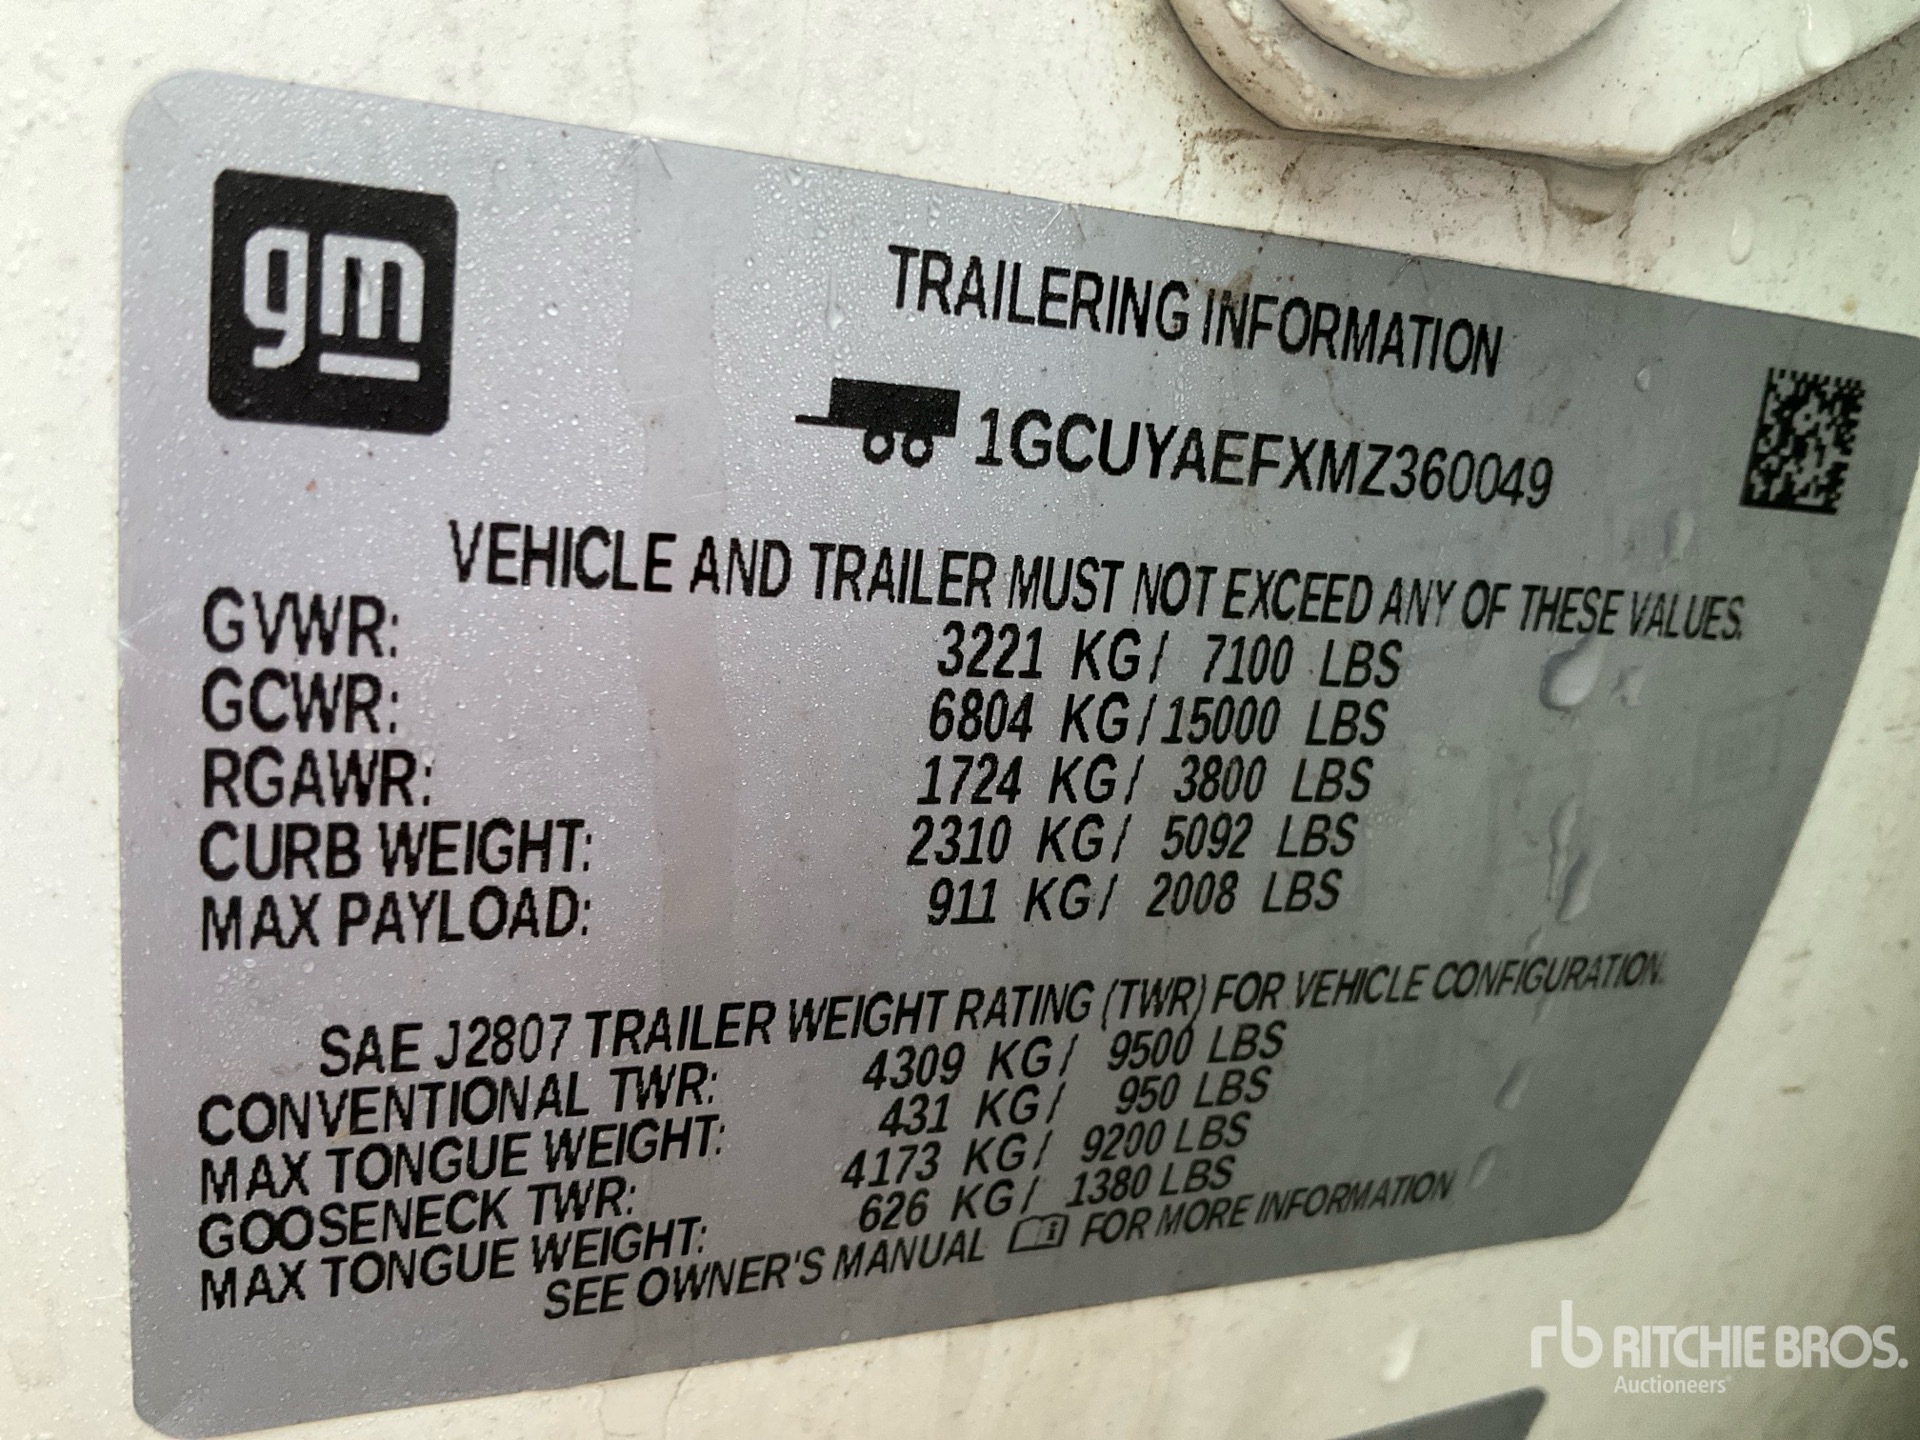 gm
TRAILERING INFORMATION
1GCUYAEFXMZ360049
VEHICLE AND TRAILER MUST NOT EXCEED ANY OF THESE VALUES.
GVWR: 3221 KG/ 7100 LBS
GCWR: 6804 KG/15000 LBS
RGAWR: 1724 KG/ 3800 LBS
CURB WEIGHT: 2310 KG/ 5092 LBS
MAX PAYLOAD: 911 KG/ 2008 LBS
SAE J2807 TRAILER WEIGHT RATING (TWR) FOR VEHICLE CONFIGURATION.
CONVENTIONAL TWR: 4309 KG/ 9500 LBS
MAX TONGUE WEIGHT: 431 KG/ 950 LBS
GOOSENECK TWR: 4173 KG/ 9200 LBS
MAX TONGUE WEIGHT: 626 KG/ 1380 LBS
SEE OWNER'S MANUAL FOR MORE INFORMATION
rb RITCHIE BROS.
Auctioneers